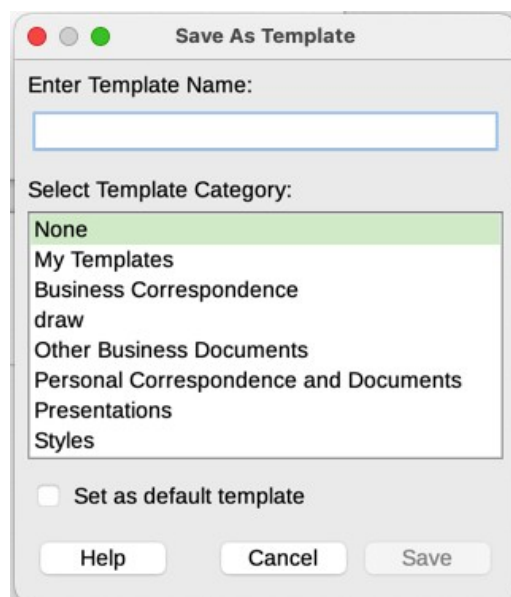 Save As Template
Enter Template Name:
Select Template Category:
None
My Templates
Business Correspondence
draw
Other Business Documents
Personal Correspondence and Documents
Presentations
Styles
Set as default template
Help Cancel Save